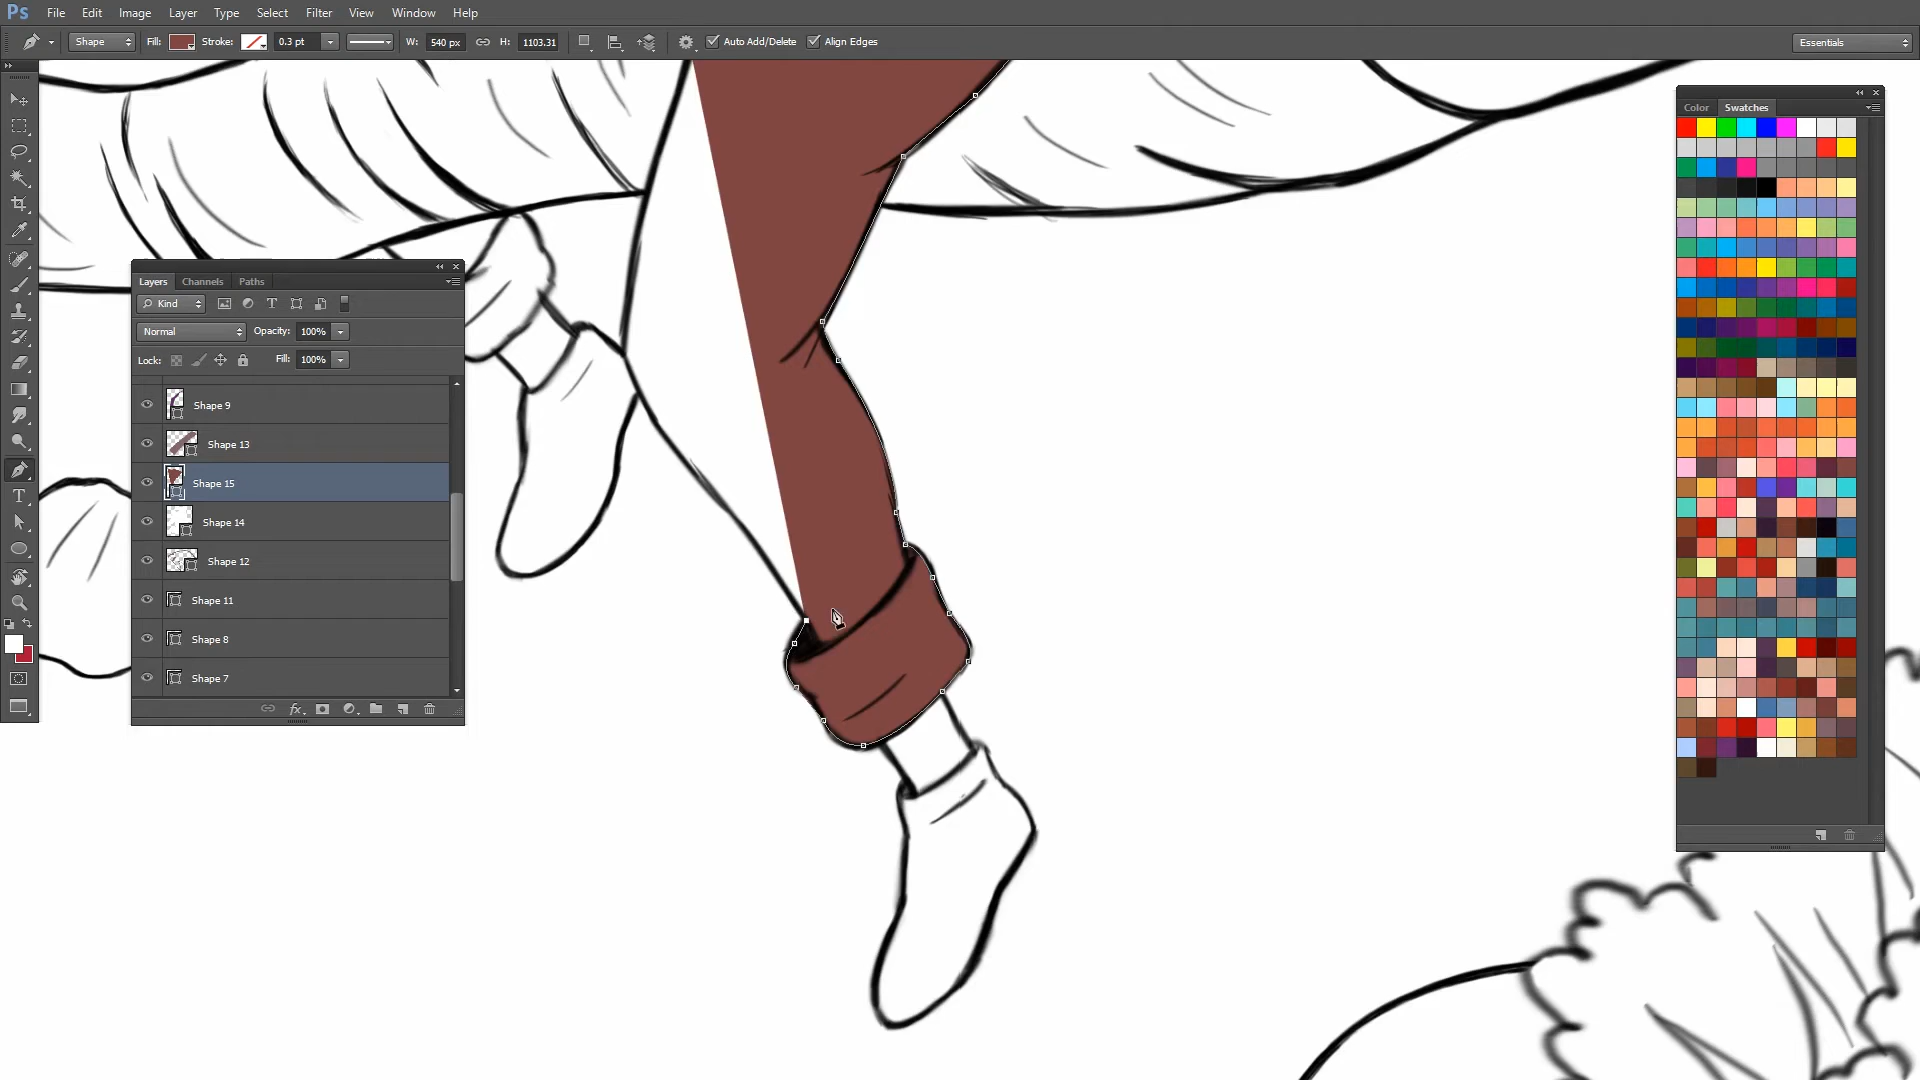 Ps File Edit Image Layer Type Select Filter View Window Help
Shape Fill: Stroke: 0.3 pt W: 540 px H: 1103.31 Auto Add/Delete Align Edges Essentials
Color Swatches
Layers Channels Paths
Kind T
Normal Opacity: 100%
Lock: Fill: 100%
Shape 9
Shape 13
Shape 15
Shape 14
Shape 12
Shape 11
Shape 8
Shape 7
fx
T